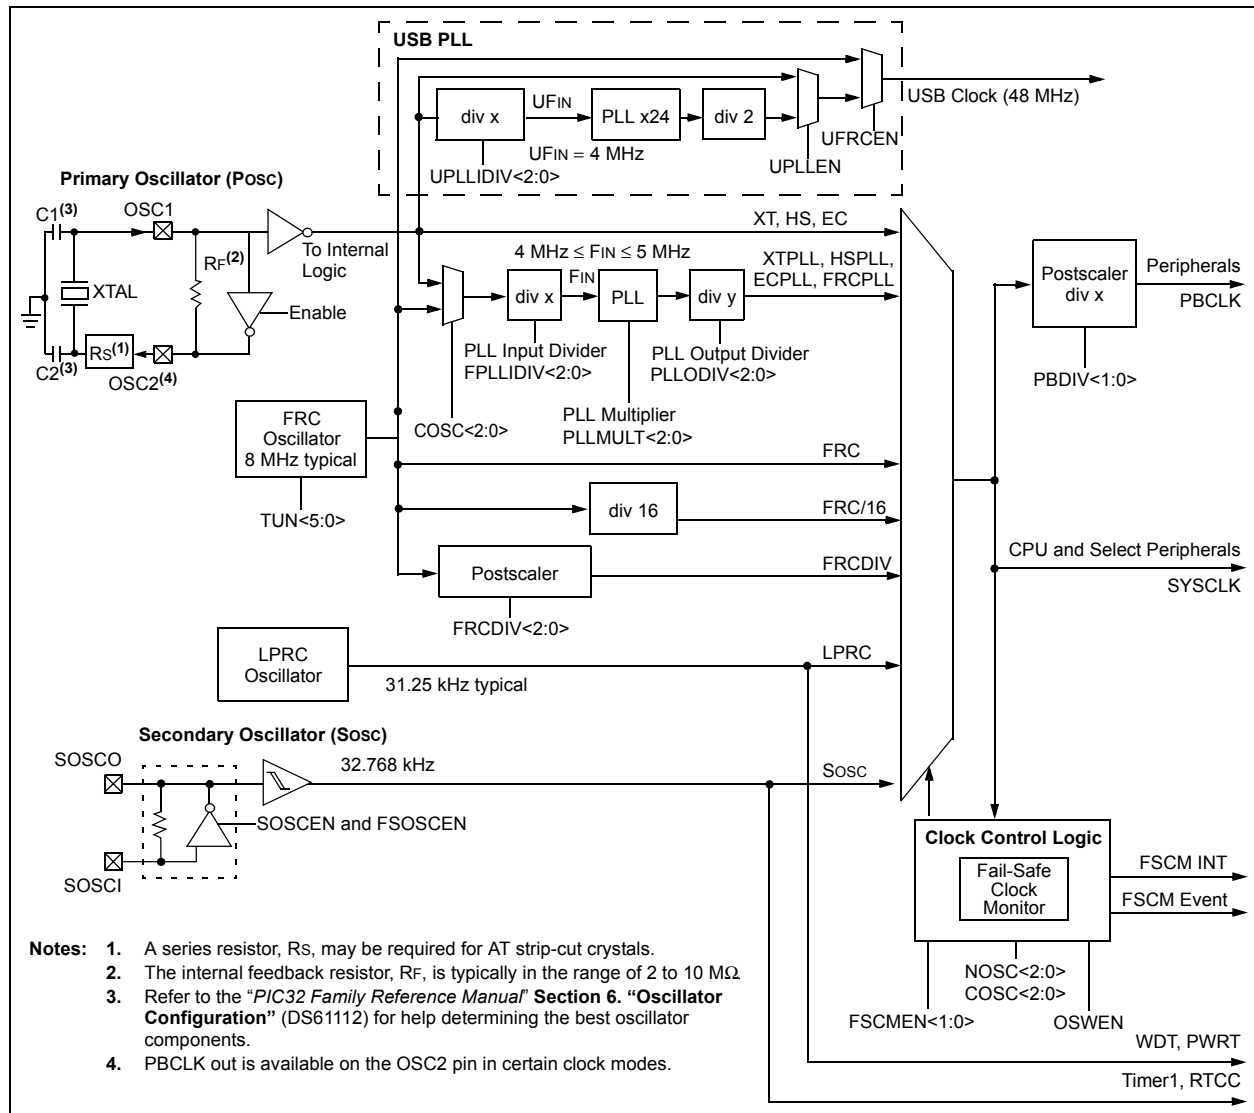 USB PLL
div x
UFIN
PLL x24
div 2
UFIN = 4 MHz
UPLLIDIV<2:0>
UPLLEN
UFRCEN
USB Clock (48 MHz)
Primary Oscillator (POSC)
C1(3)
OSC1
RF(2)
To Internal
Logic
XTAL
Enable
RS(1)
C2(3)
OSC2(4)
XT, HS, EC
4 MHz ≤ FIN ≤ 5 MHz
FIN
div x
PLL
div y
XTPLL, HSPLL,
ECPLL, FRCPLL
PLL Input Divider
FPLLIDIV<2:0>
PLL Output Divider
PLLODIV<2:0>
COSC<2:0>
PLL Multiplier
PLLMULT<2:0>
Postscaler
div x
Peripherals
PBCLK
PBDIV<1:0>
FRC
Oscillator
8 MHz typical
TUN<5:0>
FRC
div 16
FRC/16
Postscaler
FRCDIV
FRCDIV<2:0>
CPU and Select Peripherals
SYSCLK
LPRC
Oscillator
31.25 kHz typical
LPRC
Secondary Oscillator (SOSC)
SOSCO
32.768 kHz
SOSC
SOSCEN and FSOSCEN
SOSCI
Clock Control Logic
Fail-Safe
Clock
Monitor
FSCM INT
FSCM Event
NOSC<2:0>
COSC<2:0>
FSCMEN<1:0>
OSWEN
WDT, PWRT
Timer1, RTCC
Notes: 1. A series resistor, RS, may be required for AT strip-cut crystals.
2. The internal feedback resistor, RF, is typically in the range of 2 to 10 MΩ
3. Refer to the “PIC32 Family Reference Manual” Section 6. “Oscillator
Configuration” (DS61112) for help determining the best oscillator
components.
4. PBCLK out is available on the OSC2 pin in certain clock modes.